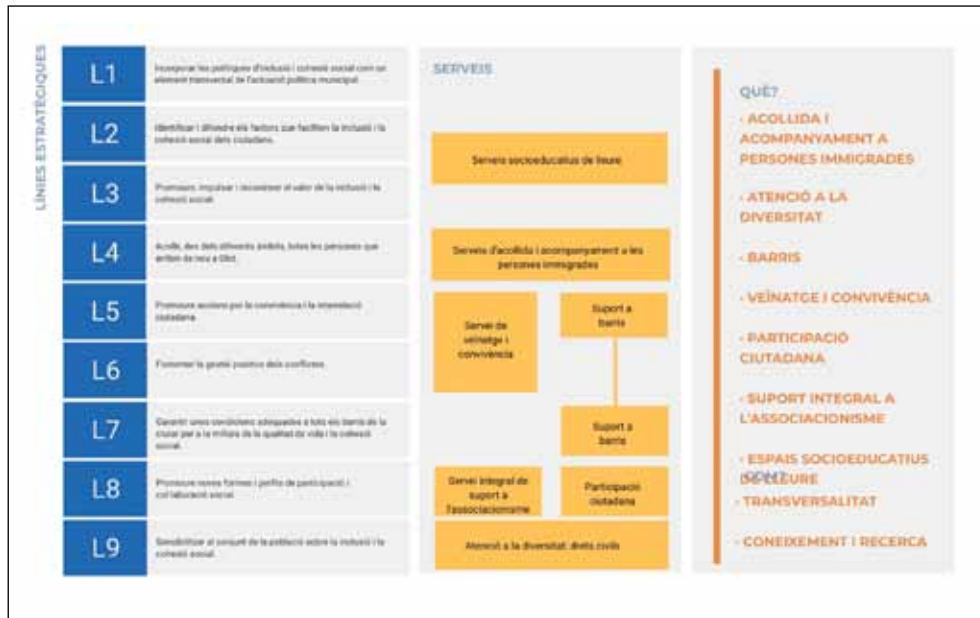 LÍNIES ESTRATÈGIQUES
L1
Incorporar les polítiques d'inclusió i cohesió social com un
element transversal de l'actuació política municipal.
L2
Identificar i difondre els factors que faciliten la inclusió i la
cohesió social dels ciutadans.
L3
Promoure, impulsar i reconèixer el valor de la inclusió i la
cohesió social.
L4
Acollir, des dels diferents àmbits, totes les persones que
arriben de nou a Olot.
L5
Promoure accions per la convivència i la interrelació
ciutadana.
L6
Fomentar la gestió positiva dels conflictes.
L7
Garantir unes condicions adequades a tots els barris de la
ciutat per a la millora de la qualitat de vida i la cohesió
social.
L8
Promoure noves formes i perfils de participació i
col·laboració social.
L9
Sensibilitzar al conjunt de la població sobre la inclusió i la
cohesió social.
SERVEIS
Serveis socioeducatius de lleure
Serveis d'acollida i acompanyament a les
persones immigrades
Servei de
veïnatge i
convivència
Suport a
barris
Suport a
barris
Servei integral de
suport a
l'associacionisme
Participació
ciutadana
Atenció a la diversitat: drets civils
QUÈ?
· ACOLLIDA I
ACOMPANYAMENT A
PERSONES IMMIGRADES
· ATENCIÓ A LA
DIVERSITAT
· BARRIS
· VEÏNATGE I CONVIVÈNCIA
· PARTICIPACIÓ
CIUTADANA
· SUPORT INTEGRAL A
L'ASSOCIACIONISME
· ESPAIS SOCIOEDUCATIUS
DE LLEURE
COM?
· TRANSVERSALITAT
· CONEIXEMENT I RECERCA